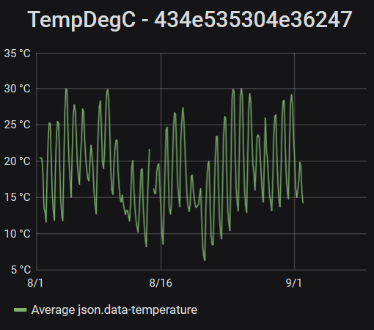 TempDegC - 434e535304e36247
35 °C
30 °C
25 °C
20 °C
15 °C
10 °C
5 °C
8/1 8/16 9/1
Average json.data-temperature